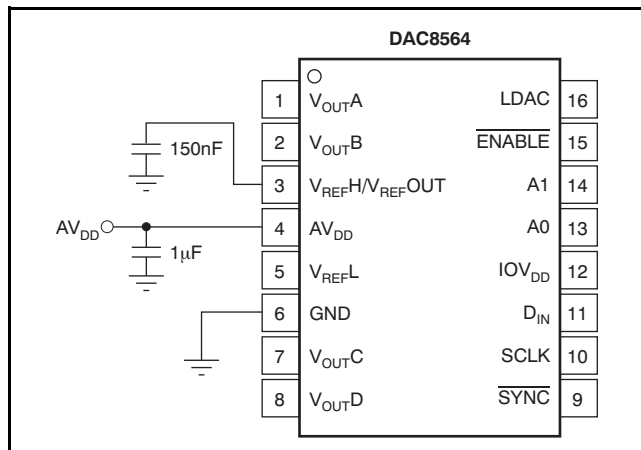 DAC8564
1 VOUTA LDAC 16
2 VOUTB ENABLE 15
150nF
3 VREFH/VREFOUT A1 14
AVDD 4 AVDD A0 13
1μF
5 VREFL IOVDD 12
6 GND DIN 11
7 VOUTC SCLK 10
8 VOUTD SYNC 9